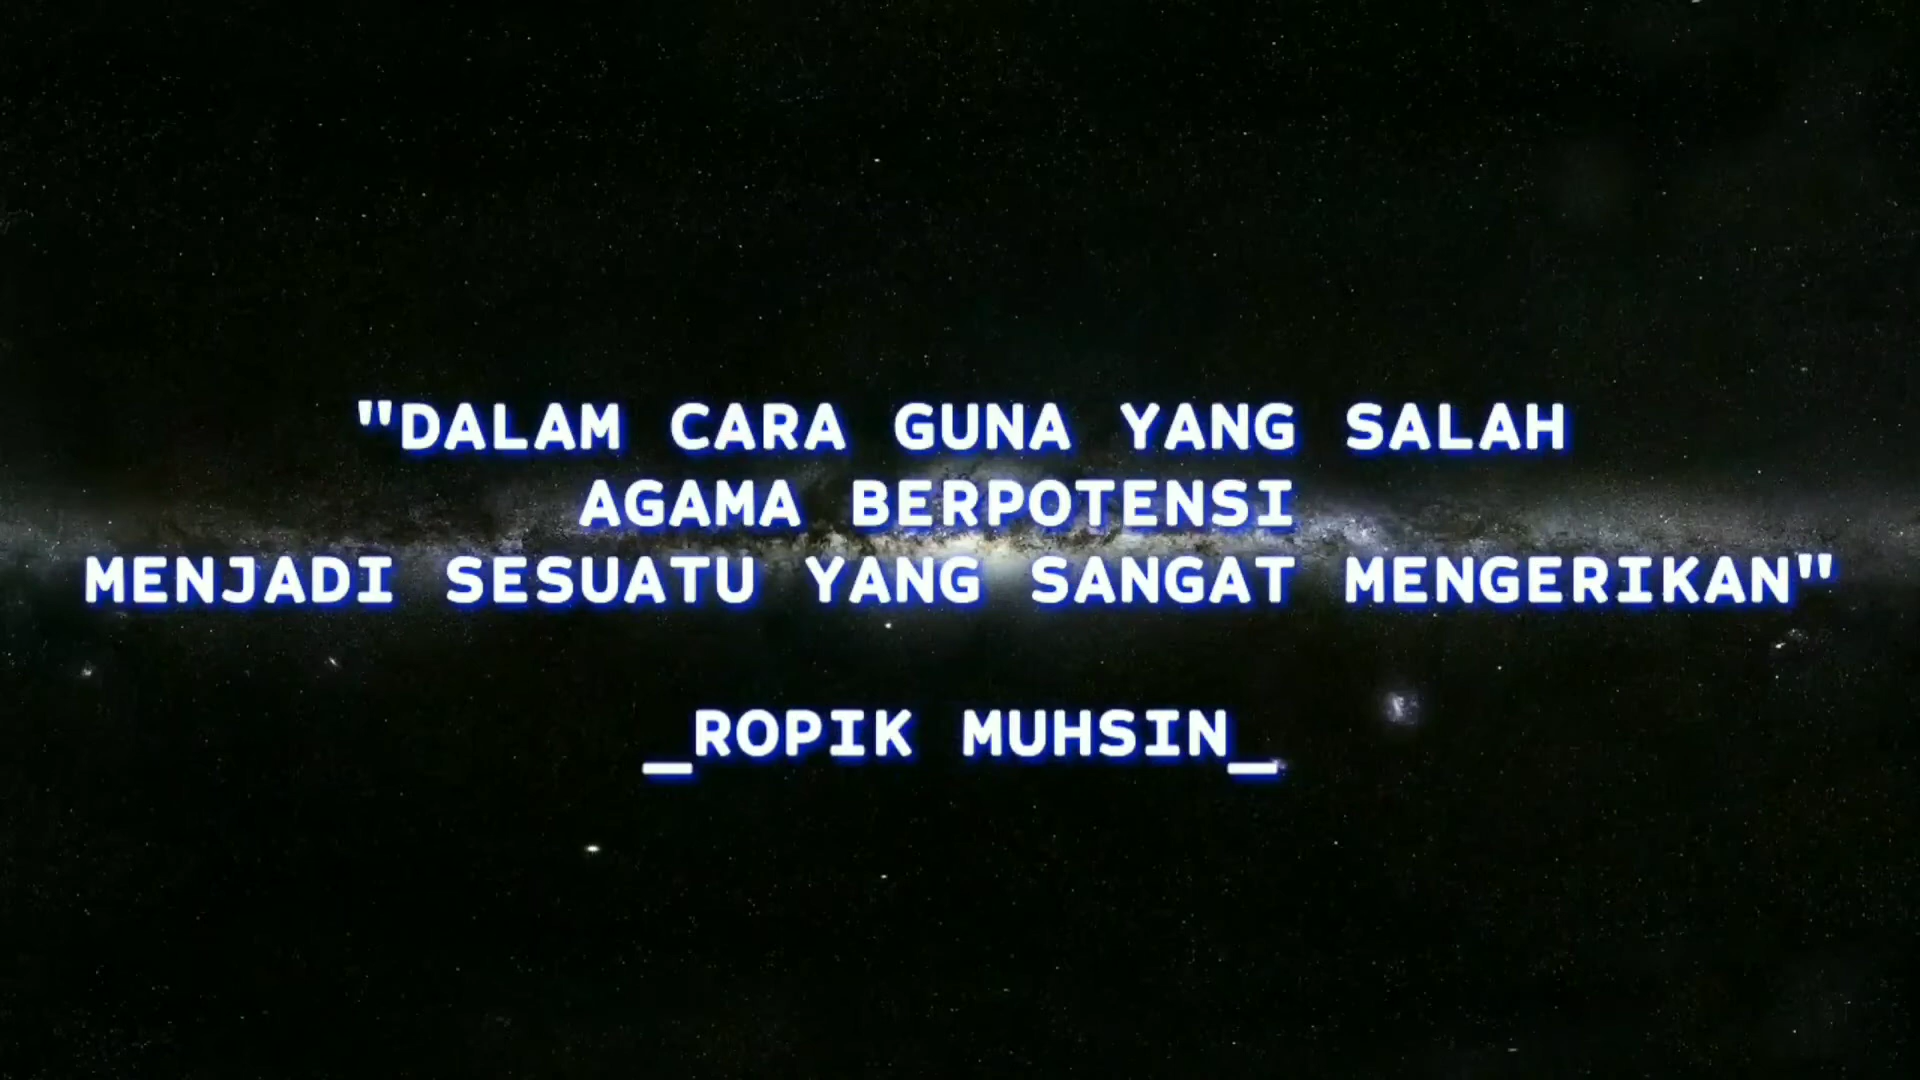 "DALAM CARA GUNA YANG SALAH
AGAMA BERPOTENSI
MENJADI SESUATU YANG SANGAT MENGERIKAN"
_ROPIK MUHSIN_